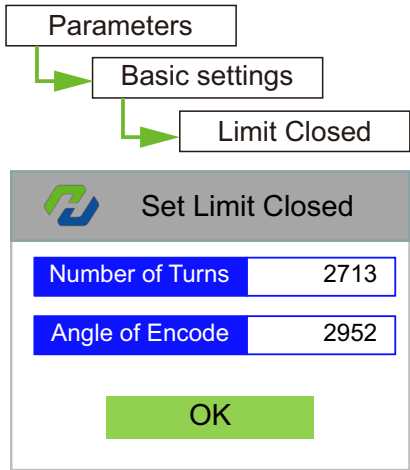 Parameters
Basic settings
Limit Closed
Set Limit Closed
Number of Turns 2713
Angle of Encode 2952
OK